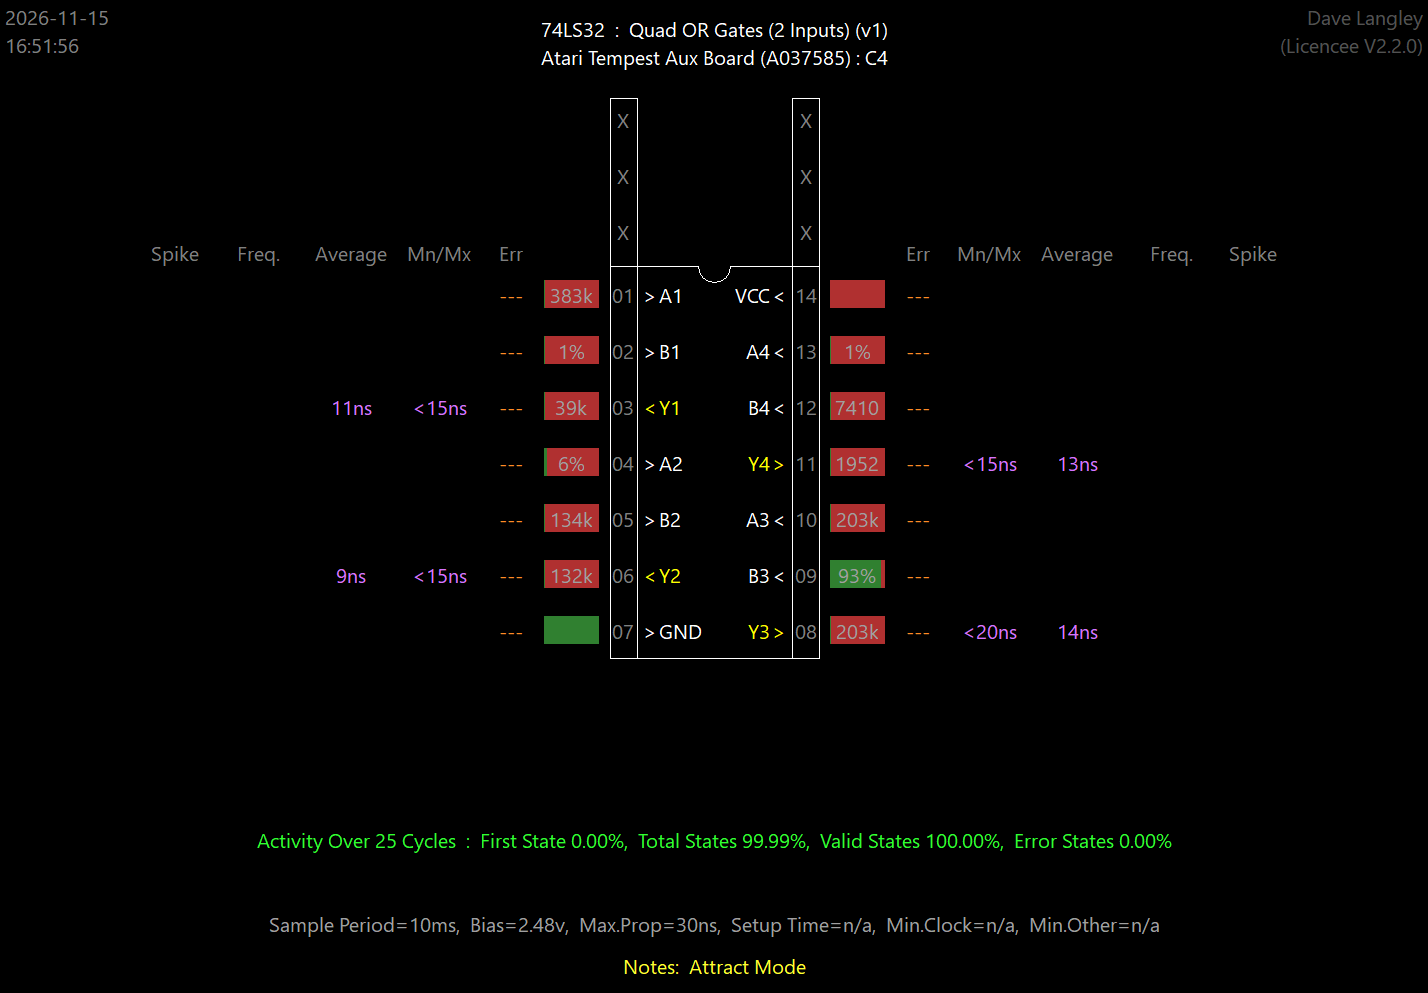 2026-11-15
16:51:56
74LS32 : Quad OR Gates (2 Inputs) (v1)
Atari Tempest Aux Board (A037585) : C4
Dave Langley
(Licencee V2.2.0)
X X
X X
X X
Spike Freq. Average Mn/Mx Err Err Mn/Mx Average Freq. Spike
--- 383k 01 > A1 VCC < 14 ---
--- 1% 02 > B1 A4 < 13 1% ---
11ns <15ns --- 39k 03 < Y1 B4 < 12 7410 ---
--- 6% 04 > A2 Y4 > 11 1952 --- <15ns 13ns
--- 134k 05 > B2 A3 < 10 203k ---
9ns <15ns --- 132k 06 < Y2 B3 < 09 93% ---
--- 07 > GND Y3 > 08 203k --- <20ns 14ns
Activity Over 25 Cycles : First State 0.00%, Total States 99.99%, Valid States 100.00%, Error States 0.00%
Sample Period=10ms, Bias=2.48v, Max.Prop=30ns, Setup Time=n/a, Min.Clock=n/a, Min.Other=n/a
Notes: Attract Mode